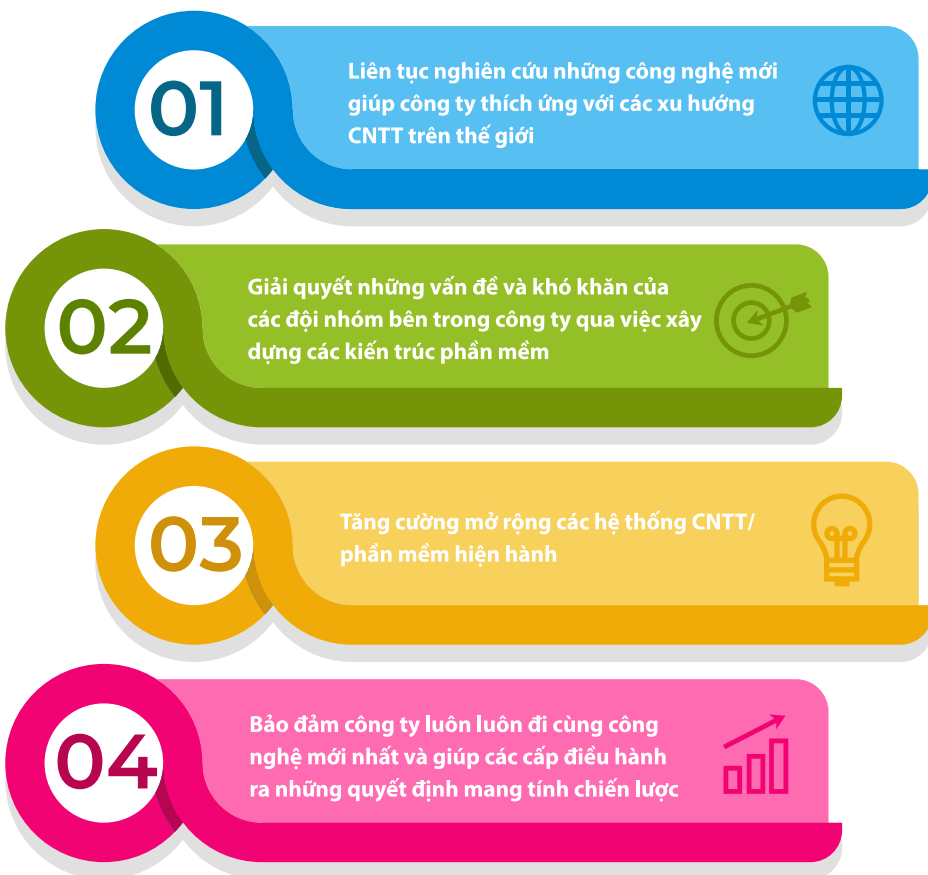 01
Liên tục nghiên cứu những công nghệ mới
giúp công ty thích ứng với các xu hướng
CNTT trên thế giới
02
Giải quyết những vấn đề và khó khăn của
các đội nhóm bên trong công ty qua việc xây
dựng các kiến trúc phần mềm
03
Tăng cường mở rộng các hệ thống CNTT/
phần mềm hiện hành
04
Bảo đảm công ty luôn luôn đi cùng công
nghệ mới nhất và giúp các cấp điều hành
ra những quyết định mang tính chiến lược